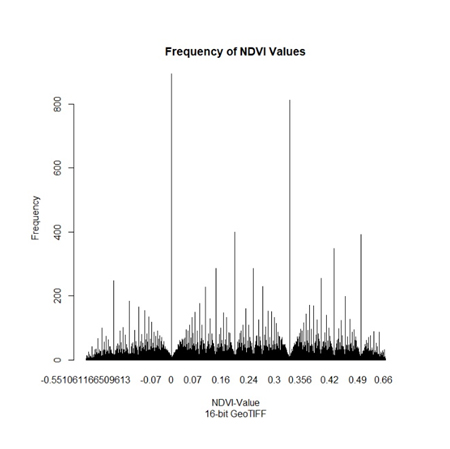 Frequency of NDVI Values
800
600
400
200
0
Frequency
-0.551061166509613 -0.07 0 0.07 0.16 0.24 0.3 0.356 0.42 0.49 0.66
NDVI-Value
16-bit GeoTIFF